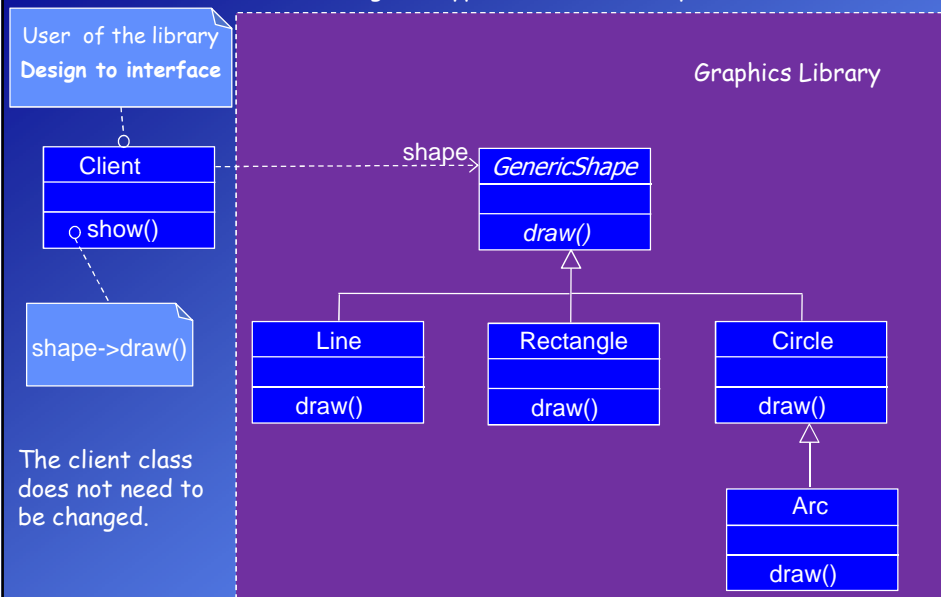 User of the library
Design to interface
Graphics Library
Client
show()
shape
GenericShape
draw()
shape->draw()
Line
draw()
Rectangle
draw()
Circle
draw()
Arc
draw()
The client class
does not need to
be changed.